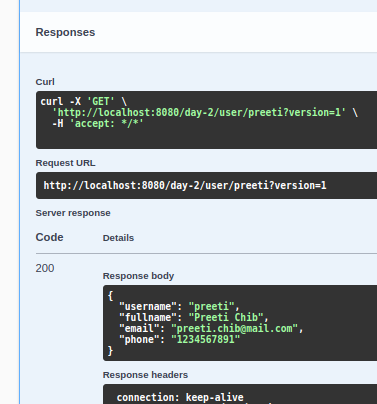 Responses
Curl
curl -X 'GET' \
'http://localhost:8080/day-2/user/preeti?version=1' \
-H 'accept: */*'
Request URL
http://localhost:8080/day-2/user/preeti?version=1
Server response
Code Details
200
Response body
{
"username": "preeti",
"fullname": "Preeti Chib",
"email": "preeti.chib@mail.com",
"phone": "1234567891"
}
Response headers
connection: keep-alive